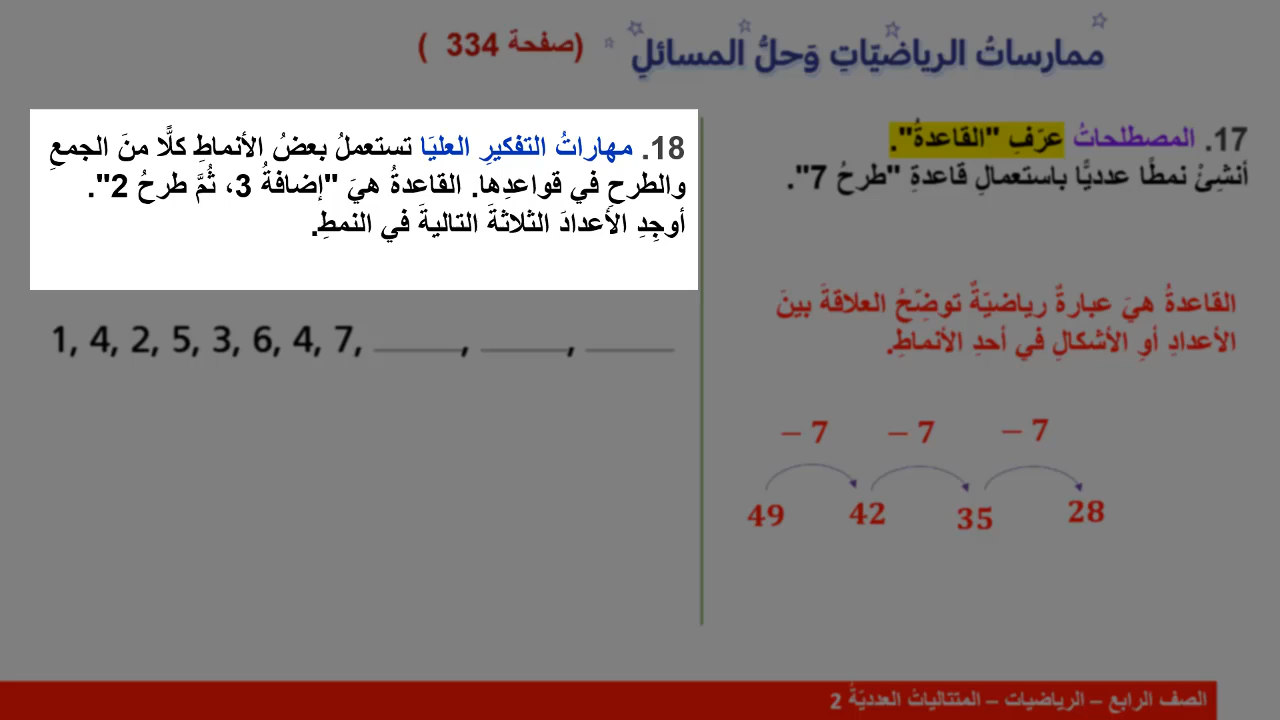 ممارساتُ الرياضيّاتِ وَحلُّ المسائلِ (صفحة 334 )
17. المصطلحاتُ عرّفِ "القاعدةُ".
أنشِئْ نمطًا عدديًّا باستعمالِ قاعدةِ "طرحُ 7".
القاعدةُ هيَ عبارةٌ رياضيّةٌ توضِّحُ العلاقةَ بينَ
الأعدادِ أوِ الأشكالِ في أحدِ الأنماطِ.
− 7 − 7 − 7
49 42 35 28
18. مهاراتُ التفكيرِ العليَا تستعملُ بعضُ الأنماطِ كلًّا منَ الجمعِ
والطرحِ في قواعدِها. القاعدةُ هيَ "إضافةُ 3، ثُمَّ طرحُ 2".
أوجِدِ الأعدادَ الثلاثةَ التاليةَ في النمطِ.
1, 4, 2, 5, 3, 6, 4, 7, ____, ____, ____
الصف الرابع – الرياضيات – المتتالياتُ العدديّةُ 2